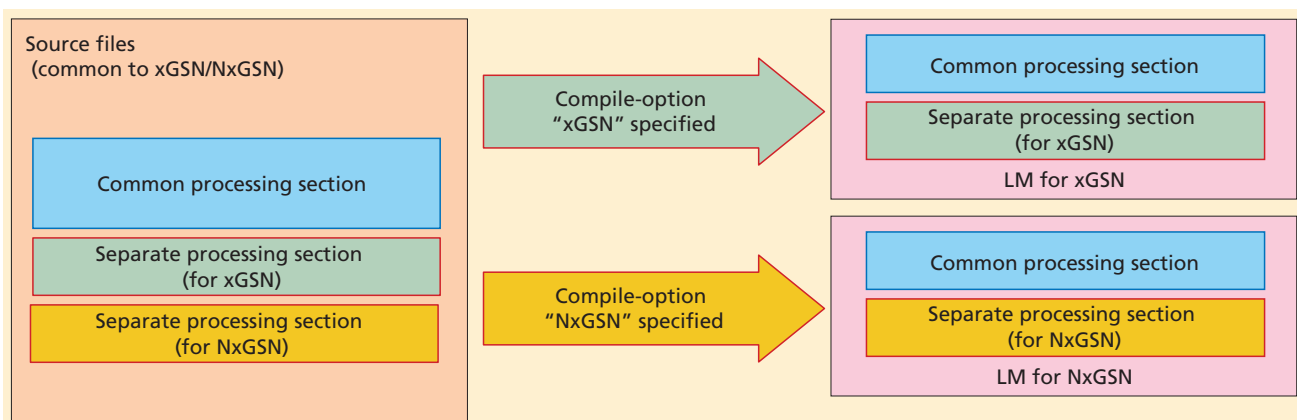 Source files
(common to xGSN/NxGSN)
Common processing section
Separate processing section
(for xGSN)
Separate processing section
(for NxGSN)
Compile-option
“xGSN” specified
Compile-option
“NxGSN” specified
Common processing section
Separate processing section
(for xGSN)
LM for xGSN
Common processing section
Separate processing section
(for NxGSN)
LM for NxGSN